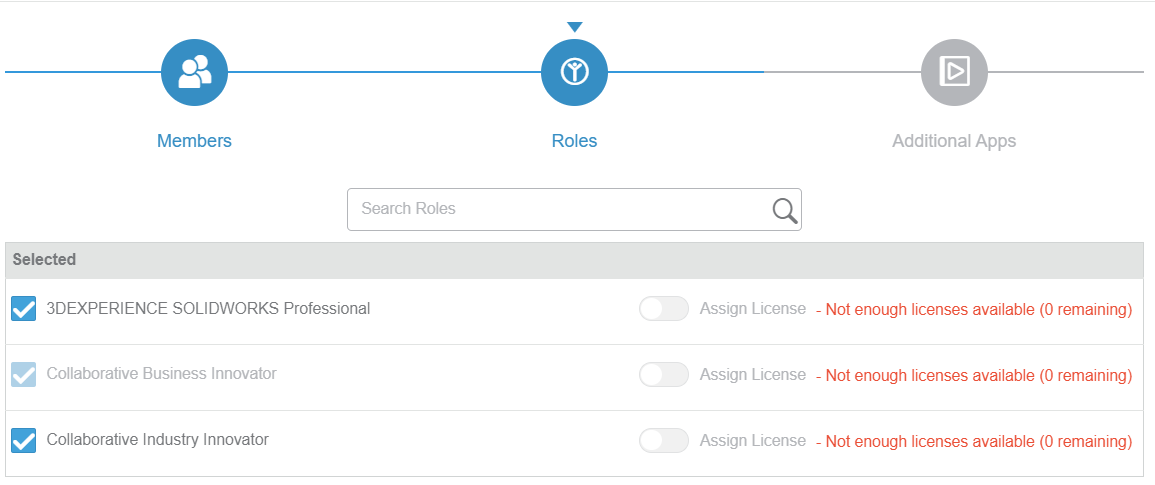 Members
Roles
Additional Apps
Search Roles
Selected
3DEXPERIENCE SOLIDWORKS Professional Assign License - Not enough licenses available (0 remaining)
Collaborative Business Innovator Assign License - Not enough licenses available (0 remaining)
Collaborative Industry Innovator Assign License - Not enough licenses available (0 remaining)